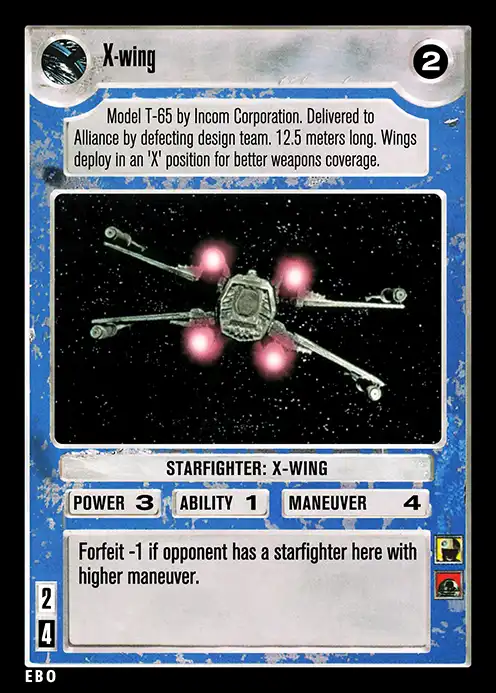 X-wing
2
Model T-65 by Incom Corporation. Delivered to
Alliance by defecting design team. 12.5 meters long. Wings
deploy in an 'X' position for better weapons coverage.
STARFIGHTER: X-WING
POWER 3 ABILITY 1 MANEUVER 4
Forfeit -1 if opponent has a starfighter here with
higher maneuver.
2
4
EBO